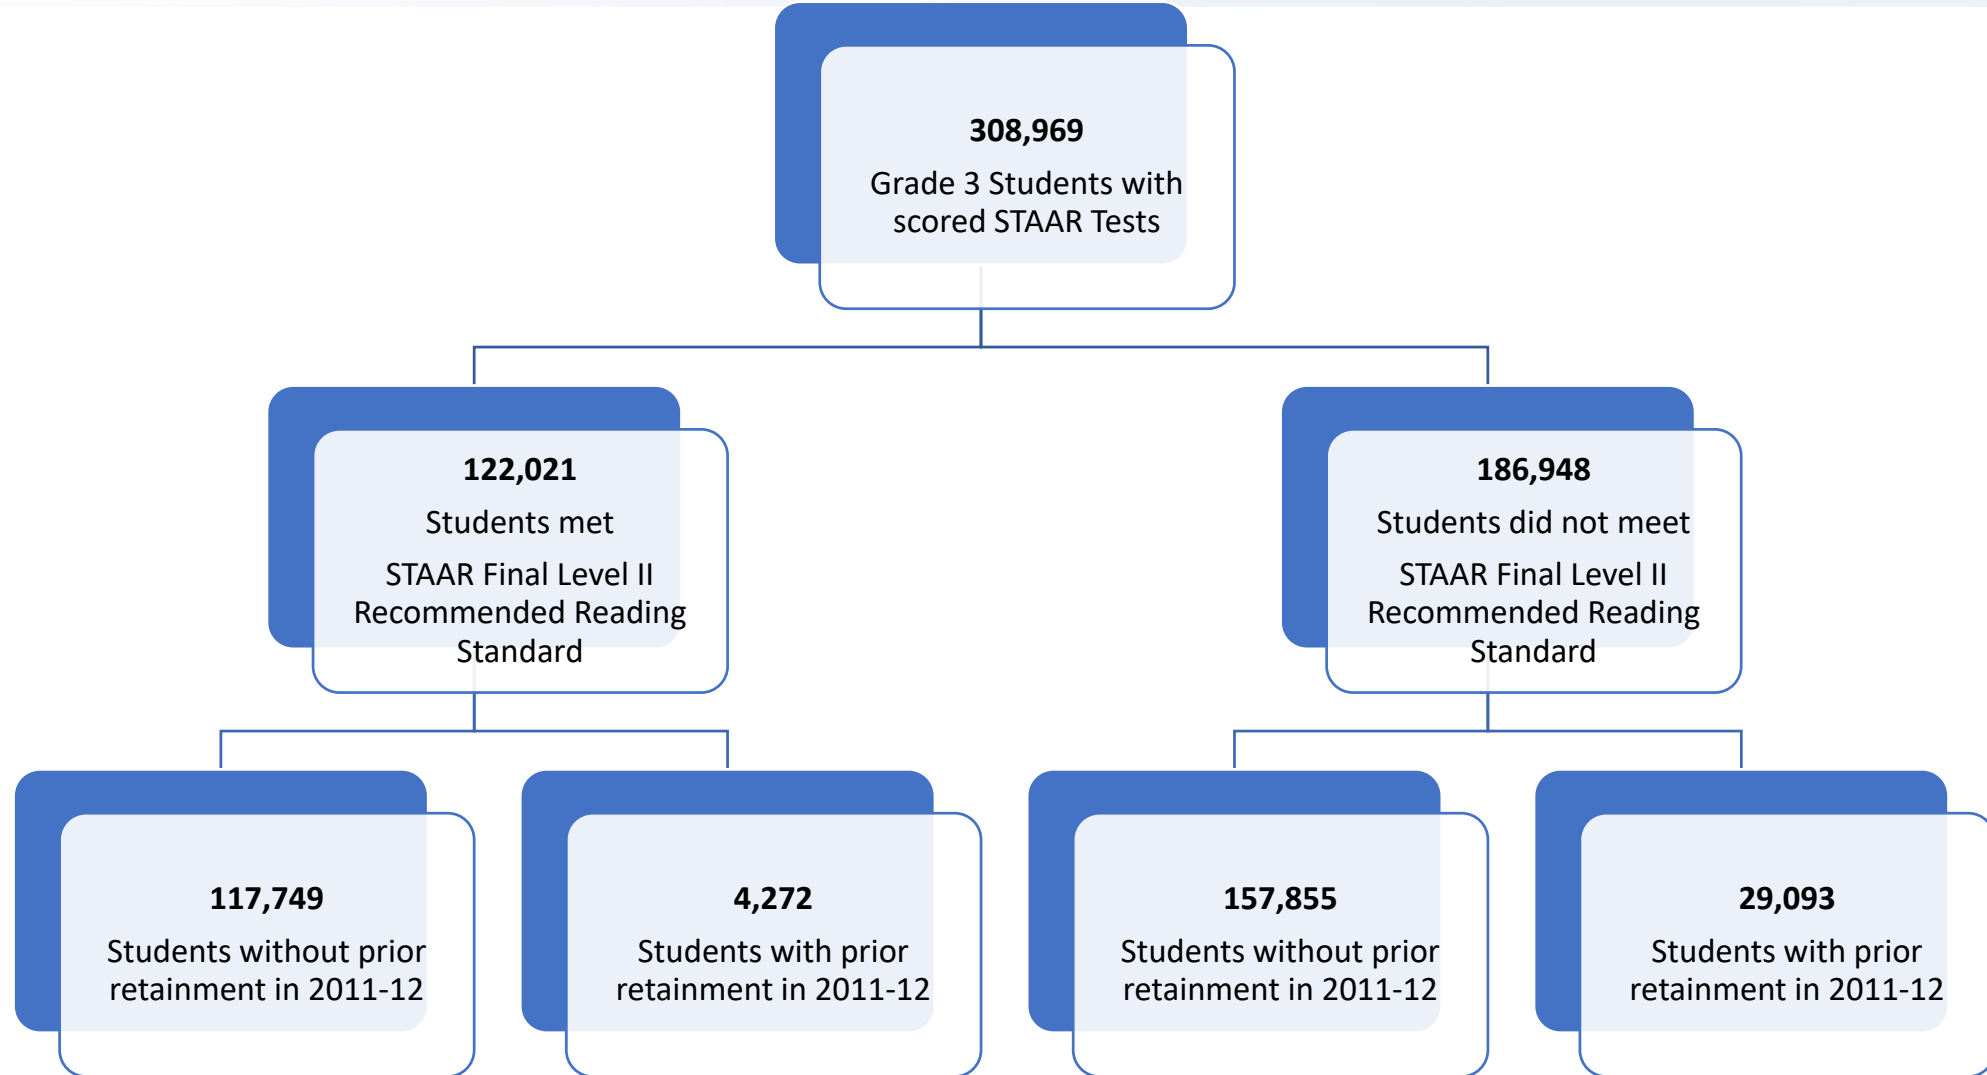 308,969
Grade 3 Students with
scored STAAR Tests
122,021
Students met
STAAR Final Level II
Recommended Reading
Standard
186,948
Students did not meet
STAAR Final Level II
Recommended Reading
Standard
117,749
Students without prior
retainment in 2011-12
4,272
Students with prior
retainment in 2011-12
157,855
Students without prior
retainment in 2011-12
29,093
Students with prior
retainment in 2011-12